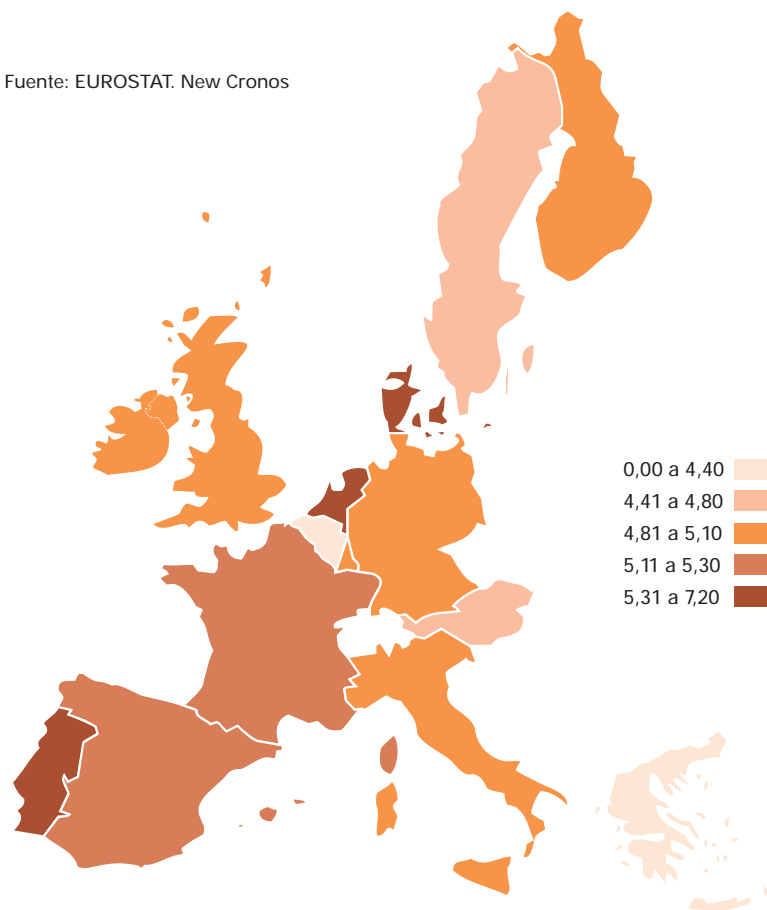 Fuente: EUROSTAT. New Cronos
0,00 a 4,40
4,41 a 4,80
4,81 a 5,10
5,11 a 5,30
5,31 a 7,20